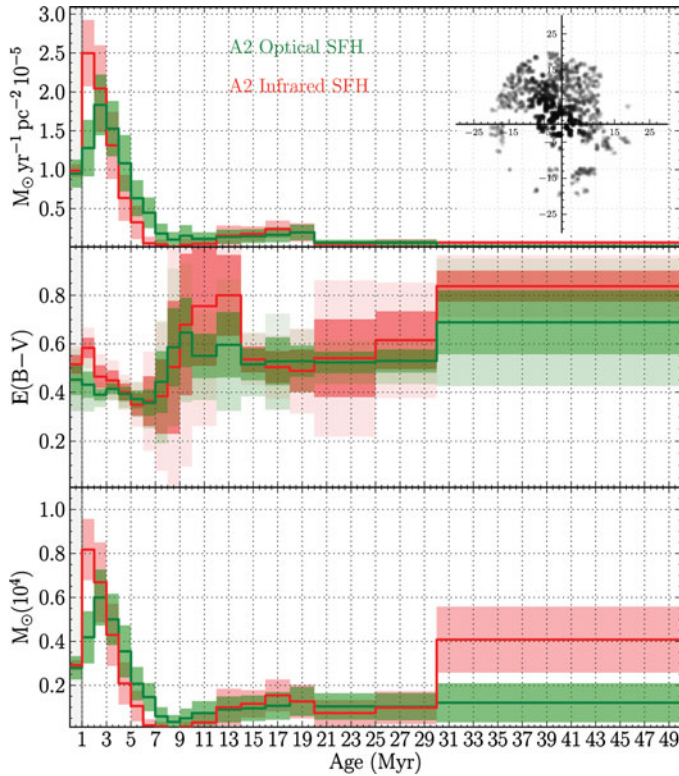 3.0
2.5
2.0
1.5
1.0
0.5
M⊙ yr⁻¹ pc⁻² 10⁻⁵
A2 Optical SFH
A2 Infrared SFH
25
15
−25 −15 15 25
−15
−25
0.8
0.6
0.4
0.2
E(B−V)
1.0
0.8
0.6
0.4
0.2
M⊙(10⁴)
1 3 5 7 9 11 13 15 17 19 21 23 25 27 29 31 33 35 37 39 41 43 45 47 49
Age (Myr)